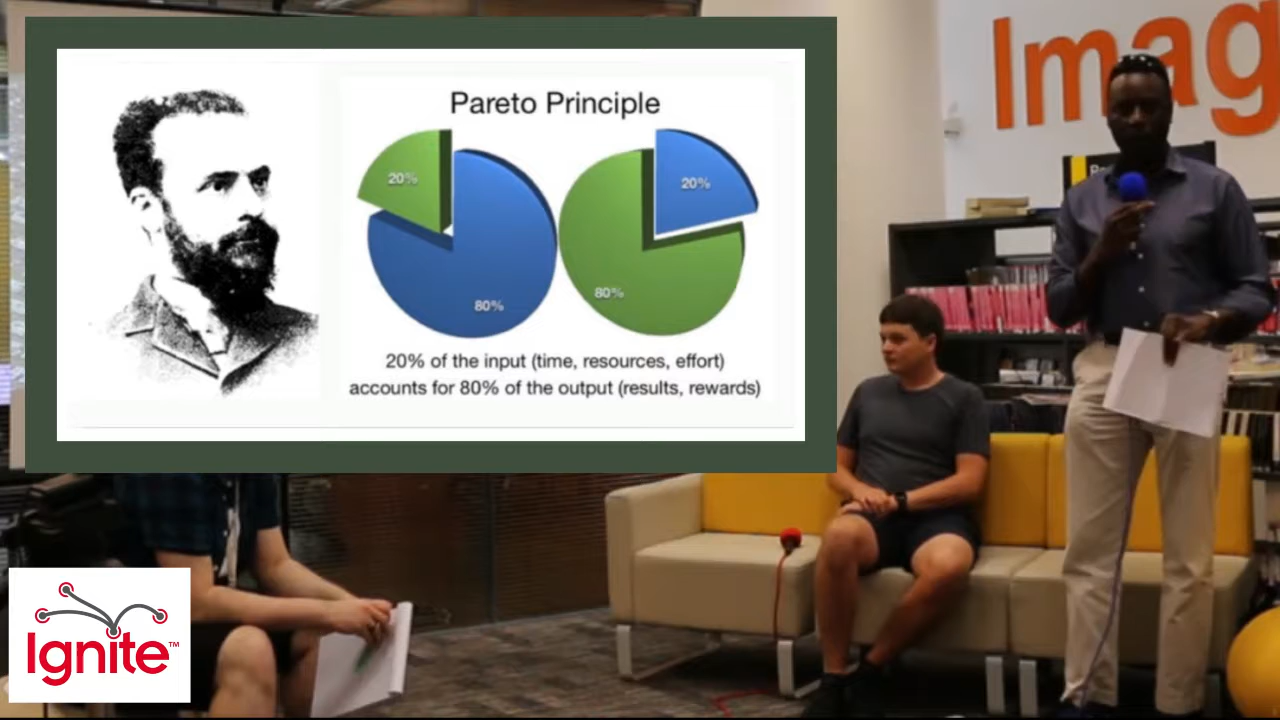 Pareto Principle
20%
80%
20%
80%
20% of the input (time, resources, effort)
accounts for 80% of the output (results, rewards)
Imag
Ignite™